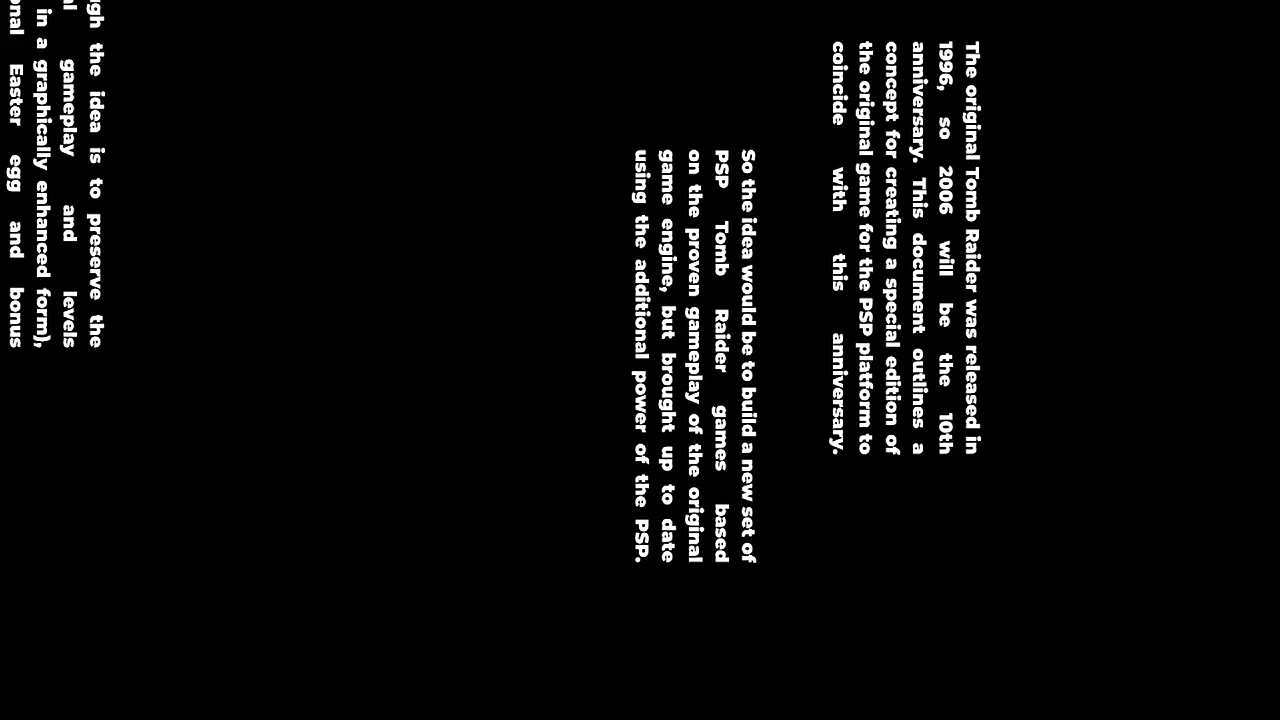 The original Tomb Raider was released in
1996, so 2006 will be the 10th
anniversary. This document outlines a
concept for creating a special edition of
the original game for the PSP platform to
coincide with this anniversary.
So the idea would be to build a new set of
PSP Tomb Raider games based
on the proven gameplay of the original
game engine, but brought up to date
using the additional power of the PSP.
the idea is to preserve the
gameplay and levels
in a graphically enhanced form),
Easter egg and bonus